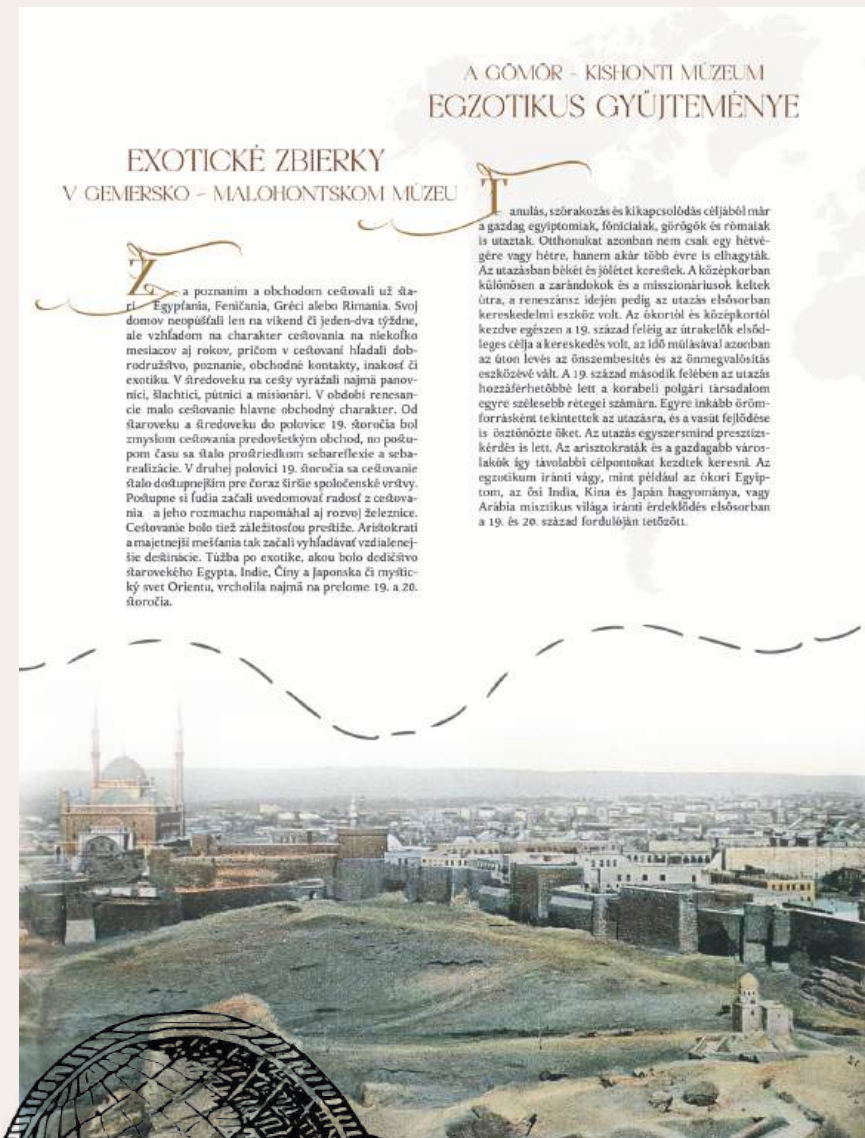 EXOTICKÉ ZBIERKY
V GEMERSKO – MALOHONTSKOM MÚZEU
Za poznaním a obchodom cestovali už sta-
rí Egypťania, Feničania, Gréci alebo Rimania. Svoj
domov neopúšťali len na víkend či jeden-dva týždne,
ale vzhľadom na charakter cestovania na niekoľko
mesiacov aj rokov, pričom v cestovaní hľadali dob-
rodružstvo, poznanie, obchodné kontakty, inakosť či
exotiku. V stredoveku na cesty vyrážali najmä panov-
níci, šlachtici, pútnici a misionári. V období renesan-
cie malo cestovanie hlavne obchodný charakter. Od
staroveku a stredoveku do polovice 19. storočia bol
zmyslom cestovania predovšetkým obchod, no postu-
pom času sa stalo prostriedkom sebareflexie a seba-
realizácie. V druhej polovici 19. storočia sa cestovanie
stalo dostupnejším pre čoraz širšie spoločenské vrstvy.
Postupne si ľudia začali uvedomovať radosť z cestova-
nia a jeho rozmachu napomáhal aj rozvoj železnice.
Cestovanie bolo tiež záležitosťou prestíže. Aristokrati
a majetnejší mešťania tak začali vyhľadávať vzdialenej-
šie destinácie. Túžba po exotike, akou bolo dedičstvo
starovekého Egypta, Indie, Číny a Japonska či mystic-
ký svet Orientu, vrcholila najmä na prelome 19. a 20.
storočia.
A GÖMÖR - KISHONTI MÚZEUM
EGZOTIKUS GYŰJTEMÉNYE
Tanulás, szórakozás és kikapcsolódás céljából már
a gazdag egyiptomiak, föníciaiak, görögök és rómaiak
is utaztak. Otthonukat azonban nem csak egy hétvé-
gére vagy hétre, hanem akár több évre is elhagyták.
Az utazásban békét és jólétet kerestek. A középkorban
különösen a zarándokok és a misszionáriusok keltek
útra, a reneszánsz idején pedig az utazás elsősorban
kereskedelmi eszköz volt. Az ókortól és középkortól
kezdve egészen a 19. század feléig az útrakelők elsőd-
leges célja a kereskedés volt, az idő múlásával azonban
az úton levés az önszembesítés és az önmegvalósítás
eszközévé vált. A 19. század második felében az utazás
hozzáférhetőbbé lett a korabeli polgári társadalom
egyre szélesebb rétegei számára. Egyre inkább öröm-
forrásként tekintettek az utazásra, és a vasút fejlődése
is ösztönözte őket. Az utazás egyszersmind presztízs-
kérdés is lett. Az arisztokraták és a gazdagabb város-
lakók így távolabbi célpontokat kezdtek keresni. Az
egzotikum iránti vágy, mint például az ókori Egyip-
tom, az ősi India, Kína és Japán hagyománya, vagy
Arábia misztikus világa iránti érdeklődés elsősorban
a 19. és 20. század fordulóján tetőzött.